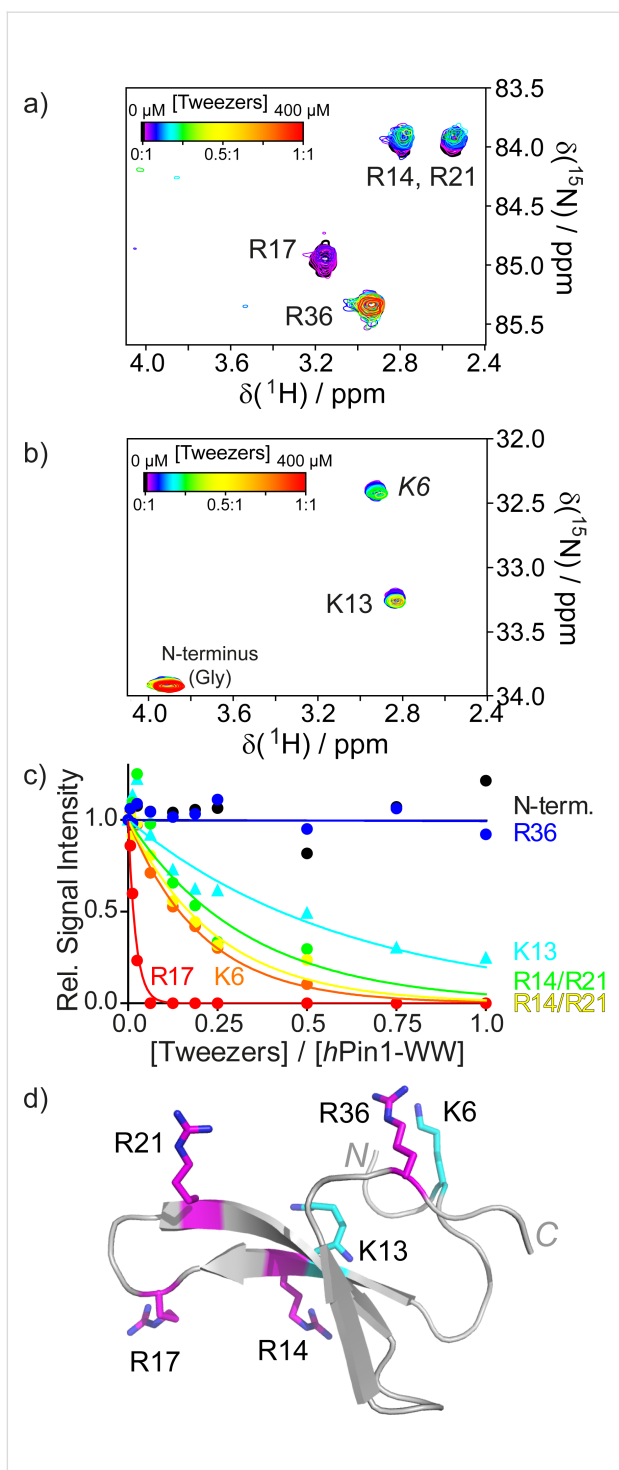 a)
[Tweezers]
0 µM 400 µM
0:1 0.5:1 1:1
R14, R21
R17
R36
83.5
84.0
84.5
85.0
85.5
δ(¹⁵N) / ppm
4.0 3.6 3.2 2.8 2.4
δ(¹H) / ppm
b)
[Tweezers]
0 µM 400 µM
0:1 0.5:1 1:1
K6
K13
N-terminus
(Gly)
32.0
32.5
33.0
33.5
34.0
δ(¹⁵N) / ppm
4.0 3.6 3.2 2.8 2.4
δ(¹H) / ppm
c)
Rel. Signal Intensity
1.0
0.5
0.0
N-term.
R36
K13
R14/R21
R14/R21
R17 K6
0.0 0.25 0.5 0.75 1.0
[Tweezers] / [hPin1-WW]
d)
R36 K6
R21
N
C
K13
R17 R14